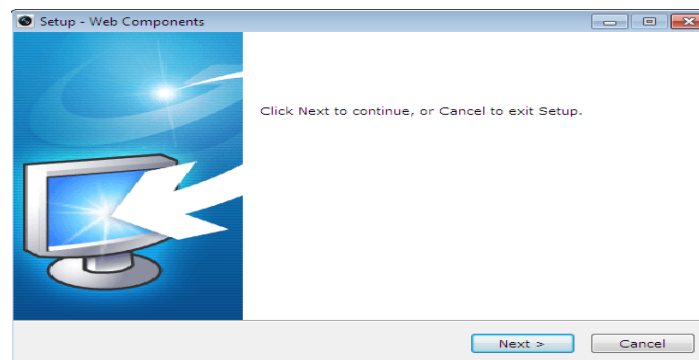 Setup - Web Components
Click Next to continue, or Cancel to exit Setup.
Next >
Cancel